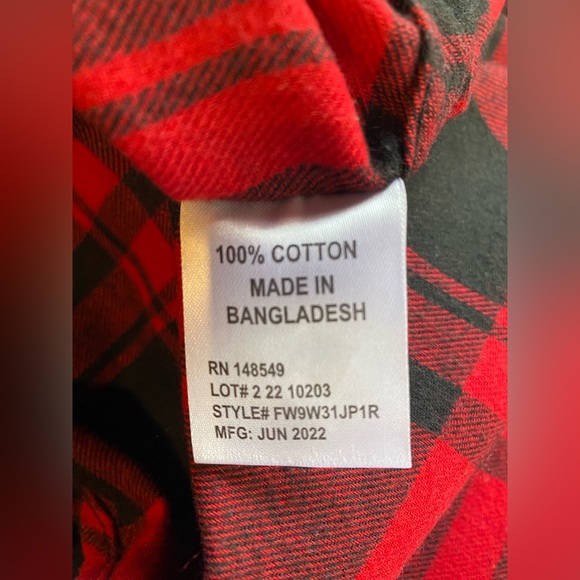 100% COTTON
MADE IN
BANGLADESH
RN 148549
LOT# 2 22 10203
STYLE# FW9W31JP1R
MFG: JUN 2022